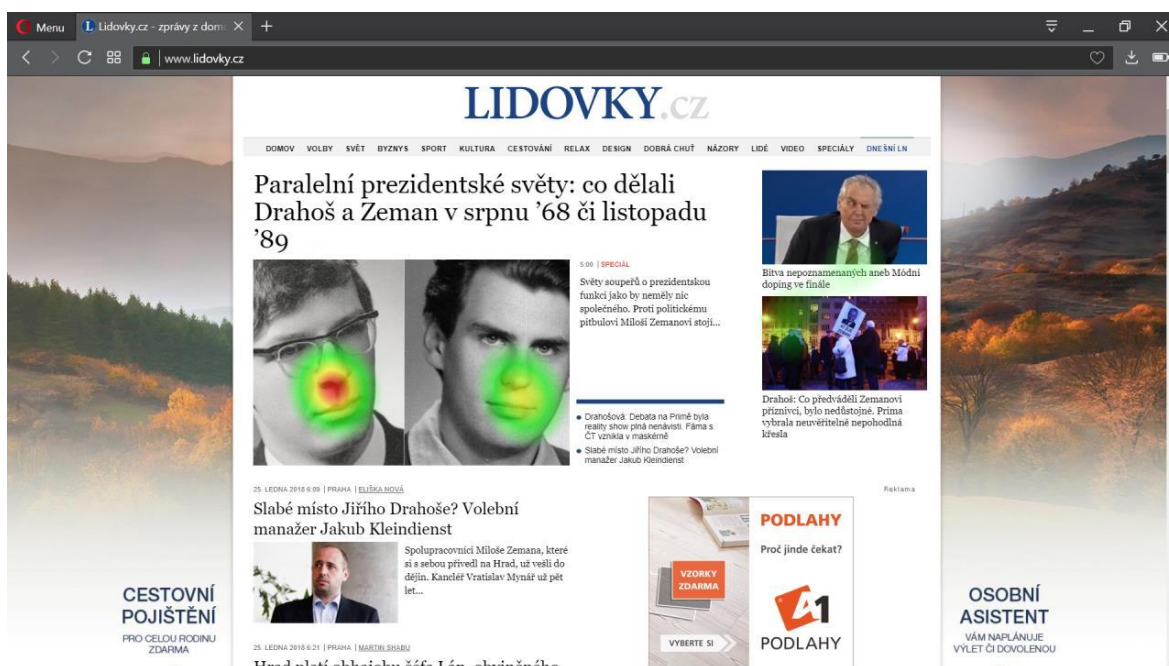 Menu
Lidovky.cz - zprávy z dom
www.lidovky.cz
LIDOVKY.cz
DOMOV VOLBY SVĚT BYZNYS SPORT KULTURA CESTOVÁNÍ RELAX DESIGN DOBRÁ CHUŤ NÁZORY LIDÉ VIDEO SPECIÁLY DNEŠNÍ LN
Paralelní prezidentské světy: co dělali
Drahoš a Zeman v srpnu ’68 či listopadu
’89
5:00 | SPECIÁL
Světy soupeřů o prezidentskou
funkci jako by neměly nic
společného. Proti politickému
pitbulovi Miloši Zemanovi stojí...
Drahošová: Debata na Primě byla
reality show plná nenávisti. Fáma s
ČT vznikla v maskérně
Slabé místo Jiřího Drahoše? Volební
manažer Jakub Kleindienst
Bitva nepoznamenaných aneb Módní
doping ve finále
Drahoš: Co předváděli Zemanovi
příznivci, bylo nedůstojné. Prima
vybrala neuvěřitelně nepohodlná
křesla
25. LEDNA 2018 6:09 | PRAHA | ELIŠKA NOVÁ
Slabé místo Jiřího Drahoše? Volební
manažer Jakub Kleindienst
Spolupracovníci Miloše Zemana, které
si s sebou přivedl na Hrad, už vešli do
dějin. Kancléř Vratislav Mynář už pět
let...
25. LEDNA 2018 6:21 | PRAHA | MARTIN SHABU
Hrad platí obhajobu šéfa Lán, obviněného
Reklama
PODLAHY
Proč jinde čekat?
VZORKY
ZDARMA
VYBERTE SI
A1
PODLAHY
CESTOVNÍ
POJIŠTĚNÍ
PRO CELOU RODINU
ZDARMA
OSOBNÍ
ASISTENT
VÁM NAPLÁNUJE
VÝLET ČI DOVOLENOU